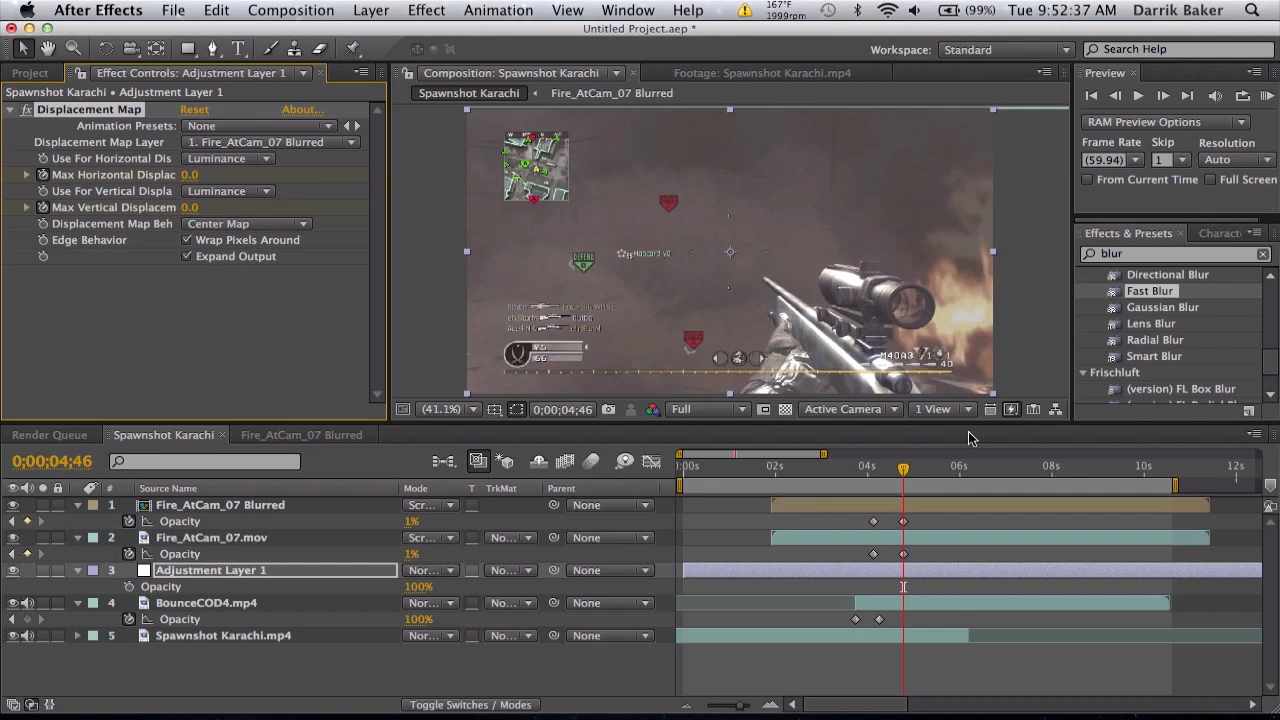 After Effects File Edit Composition Layer Effect Animation View Window Help 167°F 1999rpm (99%) Tue 9:52:37 AM Darrik Baker
Untitled Project.aep *
Workspace: Standard Search Help
Project Effect Controls: Adjustment Layer 1 Composition: Spawnshot Karachi Footage: Spawnshot Karachi.mp4 Preview
Spawnshot Karachi • Adjustment Layer 1 Spawnshot Karachi Fire_AtCam_07 Blurred
fx Displacement Map Reset About...
RAM Preview Options
Animation Presets: None
Frame Rate Skip Resolution
Displacement Map Layer 1. Fire_AtCam_07 Blurred
(59.94) 1 Auto
Use For Horizontal Dis Luminance
From Current Time Full Screen
Max Horizontal Displac 0.0
Use For Vertical Displa Luminance
Max Vertical Displacem 0.0
Displacement Map Beh Center Map
Effects & Presets Charact
Edge Behavior Wrap Pixels Around
blur
Expand Output
DEFEND
B
Directional Blur
Fast Blur
Gaussian Blur
Lens Blur
Radial Blur
Smart Blur
M40A3 1 1
40
Frischluft
(version) FL Box Blur
(41.1%) 0;00;04;46 Full Active Camera 1 View
Render Queue Spawnshot Karachi Fire_AtCam_07 Blurred
0;00;04;46
:00s 02s 04s 06s 08s 10s 12s
# Source Name Mode T TrkMat Parent
1 Fire_AtCam_07 Blurred Scr... None
Opacity 1%
2 Fire_AtCam_07.mov Scr... No... None
Opacity 1%
3 Adjustment Layer 1 Nor... No... None
Opacity 100%
4 BounceCOD4.mp4 Nor... No... None
Opacity 100%
5 Spawnshot Karachi.mp4 Nor... No... None
Toggle Switches / Modes